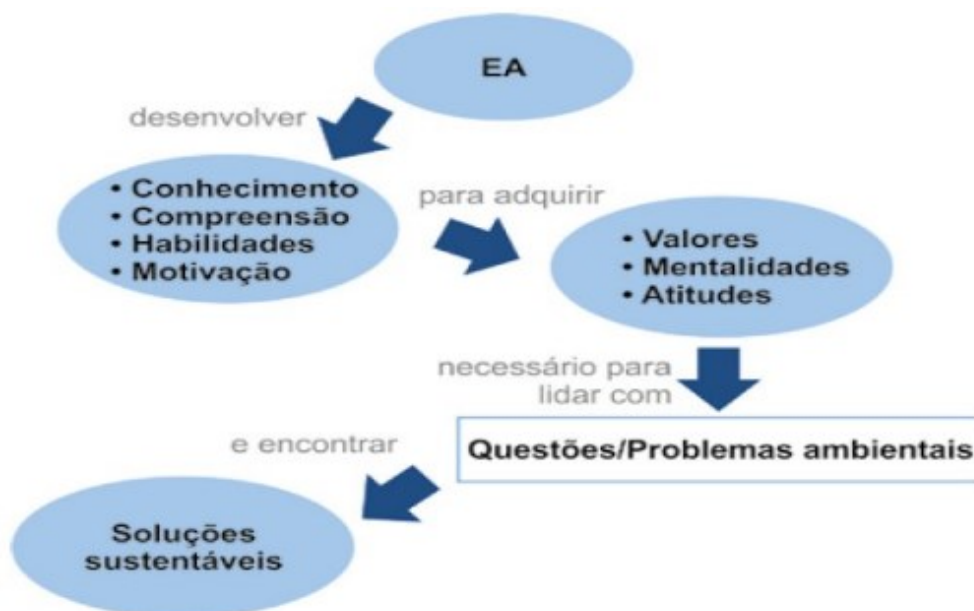 EA
desenvolver
• Conhecimento
• Compreensão
• Habilidades
• Motivação
para adquirir
• Valores
• Mentalidades
• Atitudes
necessário para
lidar com
Questões/Problemas ambientais
e encontrar
Soluções
sustentáveis